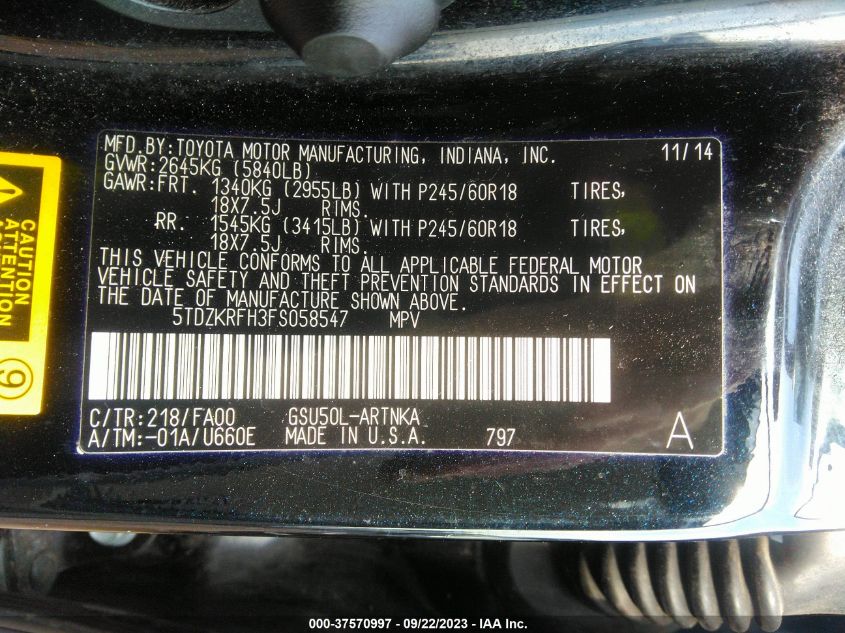 MFD.BY:TOYOTA MOTOR MANUFACTURING, INDIANA, INC. 11/14
GVWR:2645KG (5840LB)
GAWR:FRT. 1340KG (2955LB) WITH P245/60R18 TIRES,
18X7.5J RIMS.
RR. 1545KG (3415LB) WITH P245/60R18 TIRES,
18X7.5J RIMS.
THIS VEHICLE CONFORMS TO ALL APPLICABLE FEDERAL MOTOR
VEHICLE SAFETY AND THEFT PREVENTION STANDARDS IN EFFECT ON
THE DATE OF MANUFACTURE SHOWN ABOVE.
5TDZKRFH3FS058547 MPV
C/TR:218/FA00 GSU50L-ARTNKA
A/TM:-01A/U660E MADE IN U.S.A. 797 A
CAUTION
ATTENTION
9
000-37570997 - 09/22/2023 - IAA Inc.